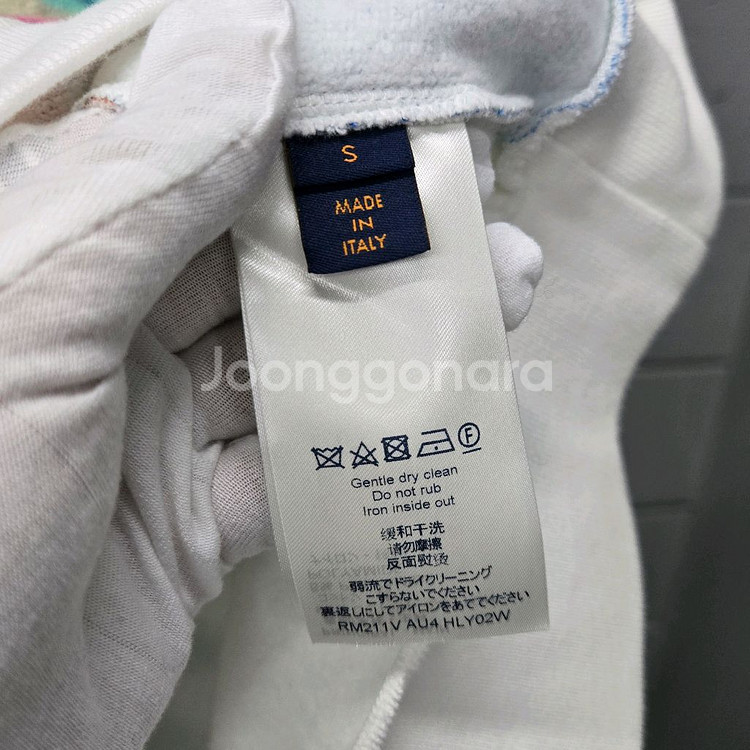 S
MADE
IN
ITALY
Joonggonara
F
Gentle dry clean
Do not rub
Iron inside out
缓和干洗
请勿摩擦
反面熨烫
弱流でドライクリーニング
こすらないでください
裏返しにしてアイロンをあててください
RM211V AU4 HLY02W